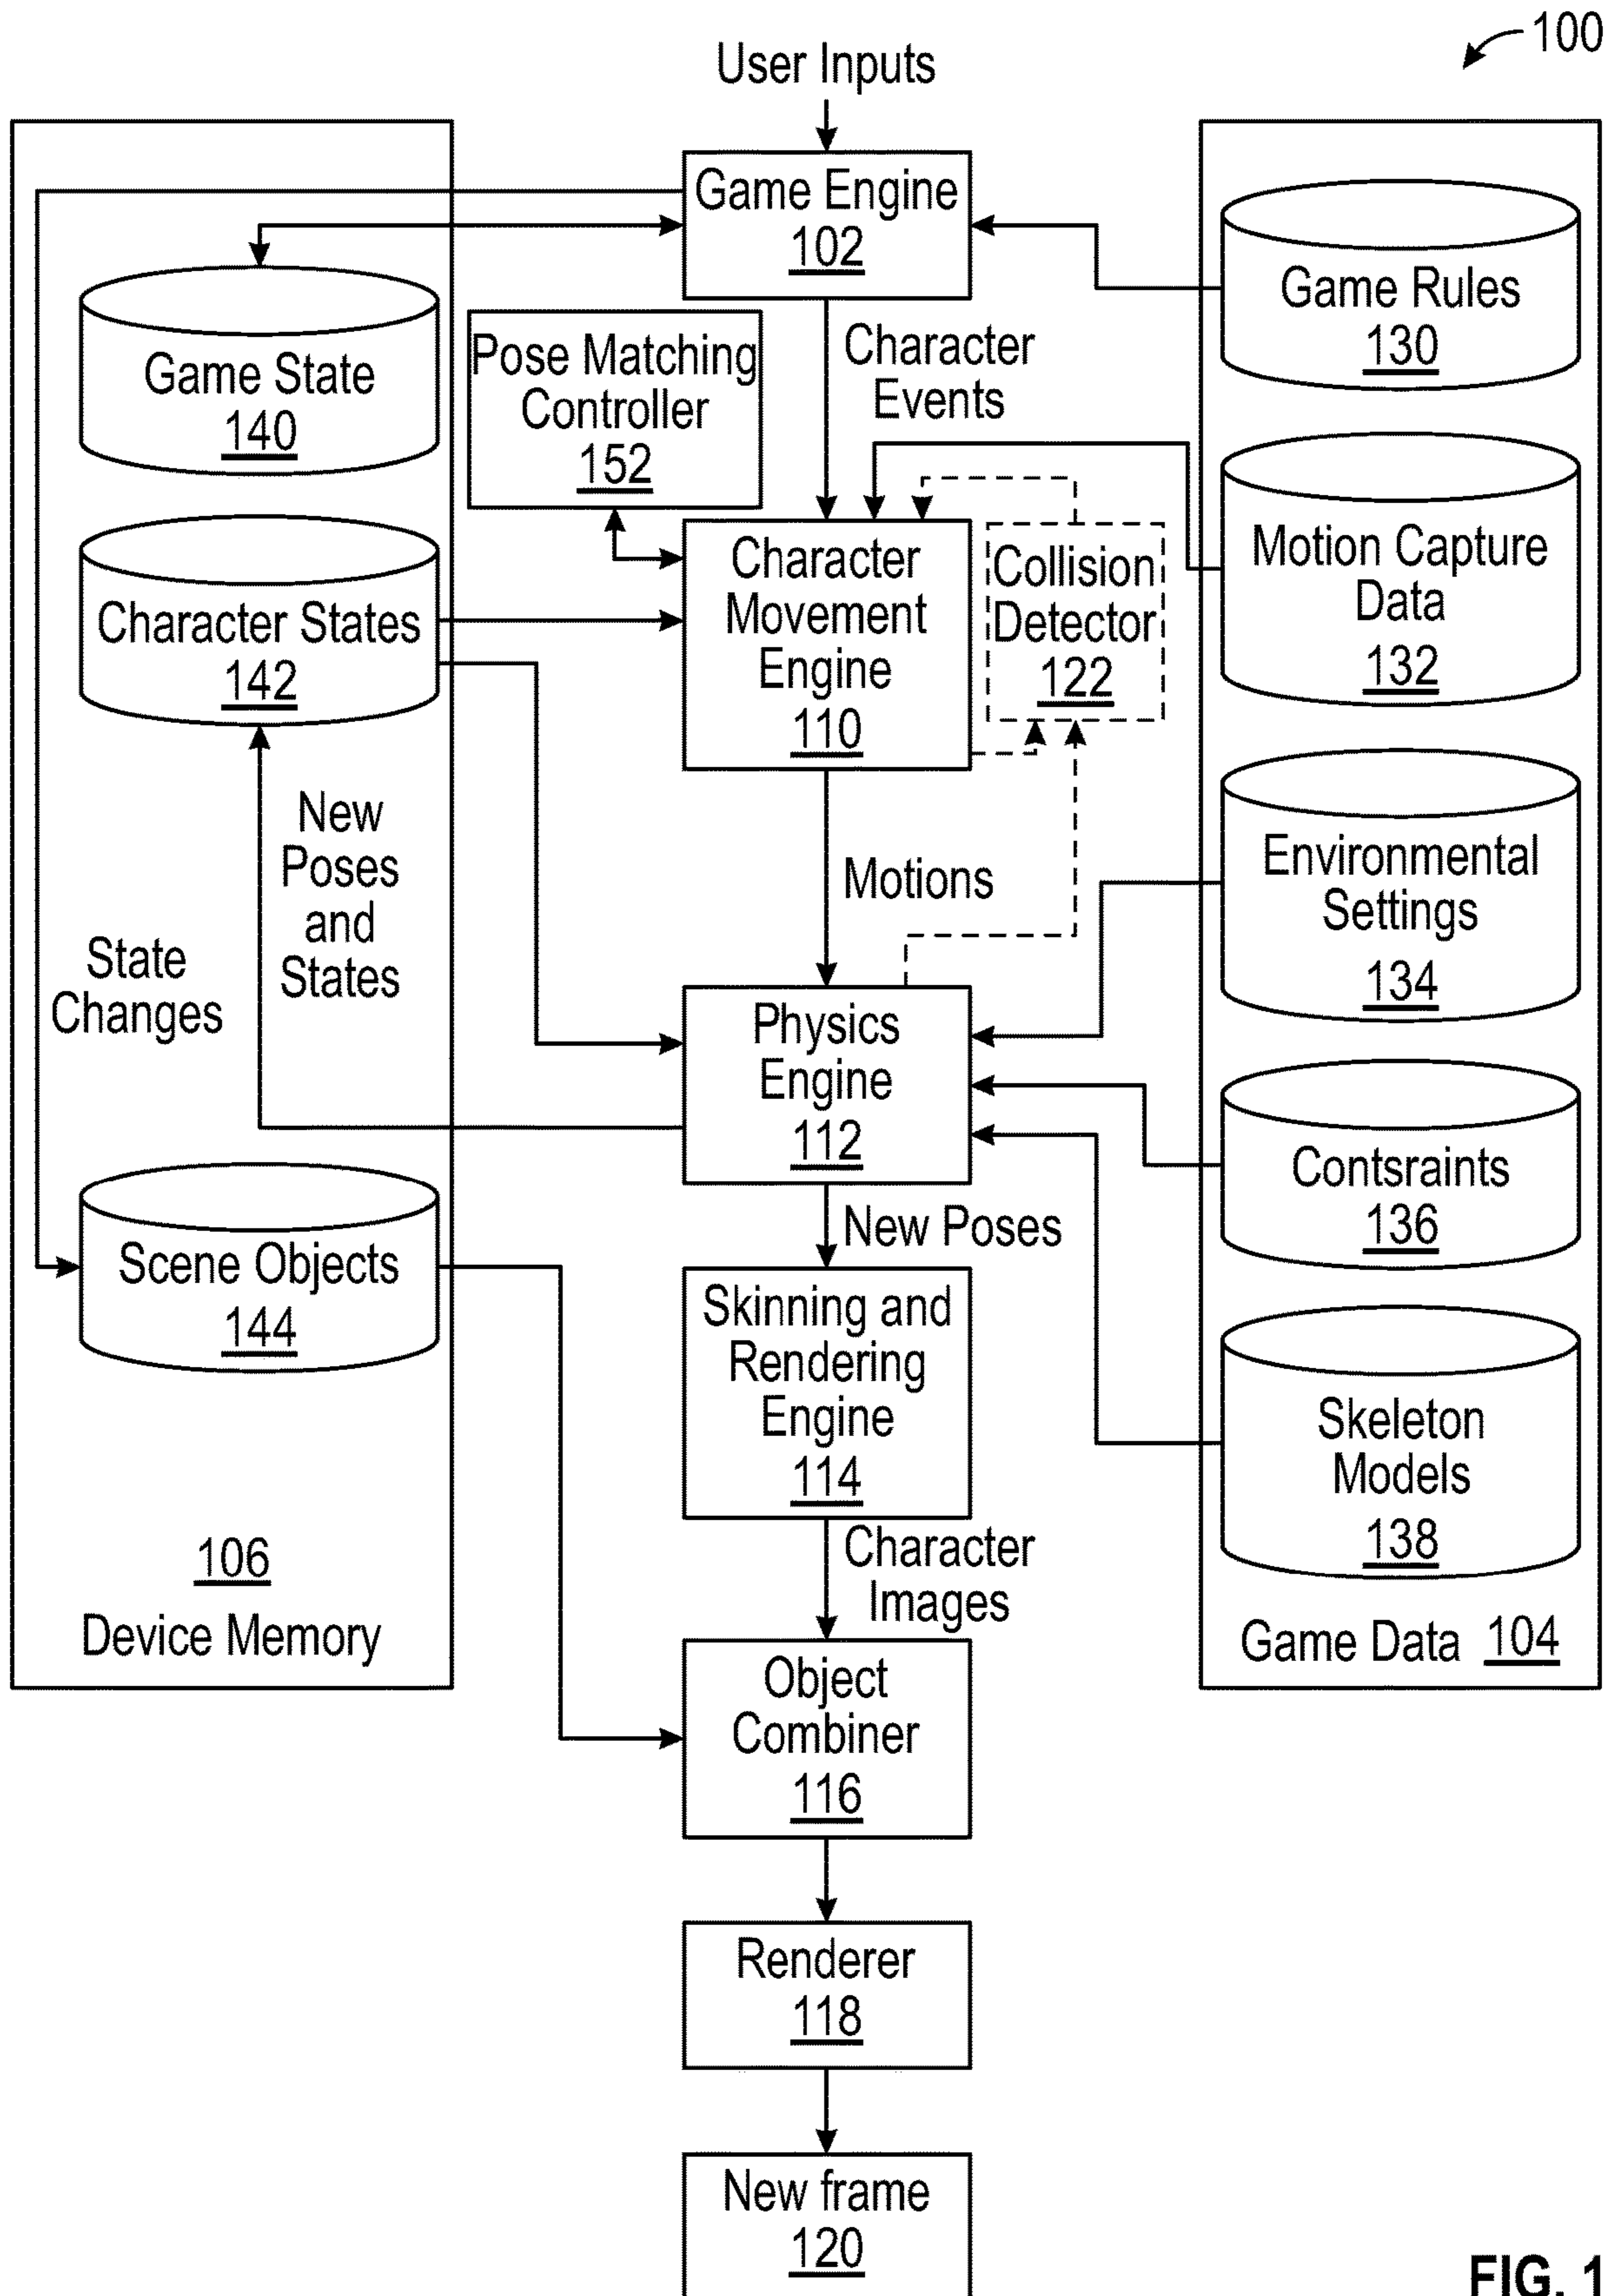 100
User Inputs
Game Engine
102
Game Rules
130
Game State
140
Pose Matching
Controller
152
Character
Events
Motion Capture
Data
132
Character States
142
Character
Movement
Engine
110
Collision
Detector
122
New
Poses
and
States
State
Changes
Motions
Environmental
Settings
134
Physics
Engine
112
Contsraints
136
New Poses
Scene Objects
144
Skinning and
Rendering
Engine
114
Skeleton
Models
138
Character
Images
106
Device Memory
Game Data 104
Object
Combiner
116
Renderer
118
New frame
120
FIG. 1